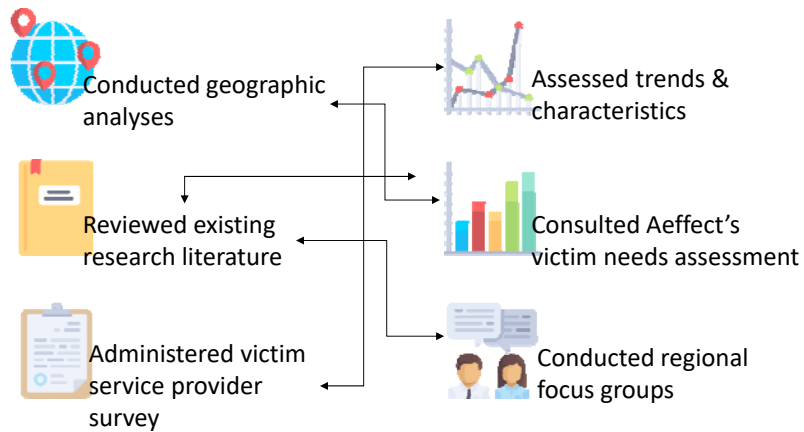 Conducted geographic
analyses
Assessed trends &
characteristics
Reviewed existing
research literature
Consulted Aeffect's
victim needs assessment
Administered victim
service provider
survey
Conducted regional
focus groups